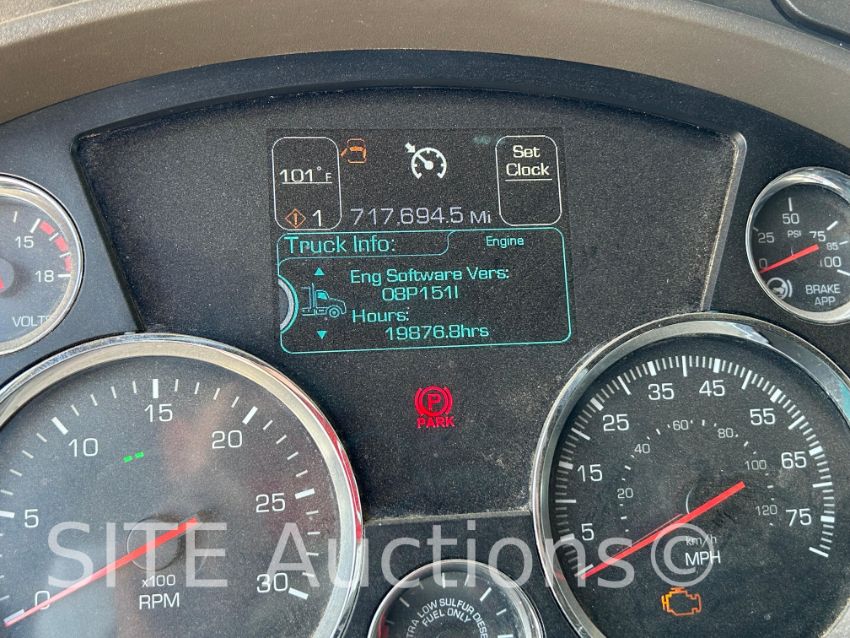 101°F
Set
Clock
1
717,694.5 Mi
Truck Info:
Engine
Eng Software Vers:
08P151I
Hours:
19876.8hrs
P
PARK
15
18
VOLTS
0
25
50
75
85
100
PSI
BRAKE
APP
0
5
10
15
20
25
30
x100
RPM
5
15
25
35
45
55
65
75
20
40
60
80
100
120
km/h
MPH
LOW SULFUR DIESEL
FUEL ONLY
SITE Auctions©